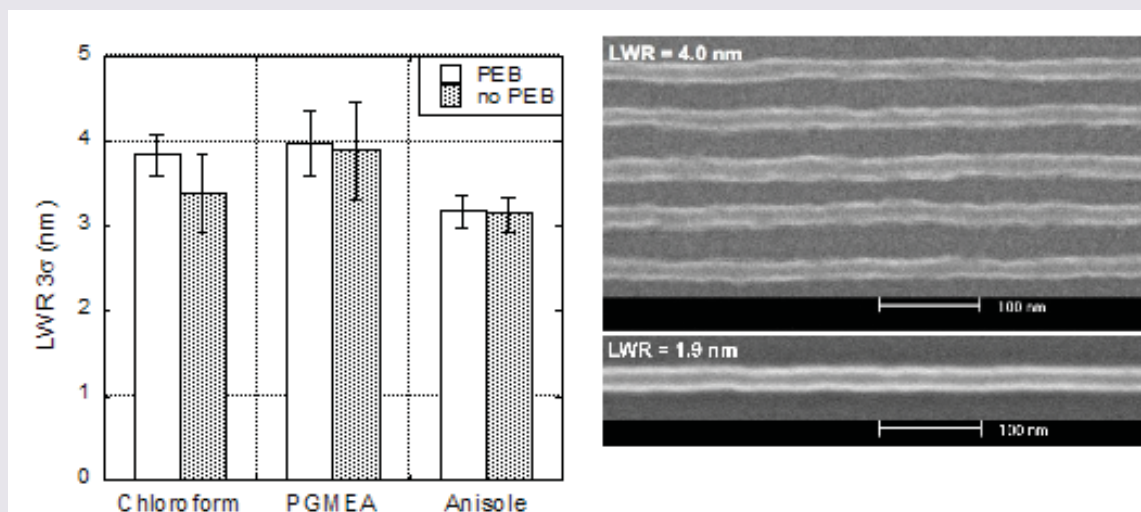 LWR 3σ (nm)
5
4
3
2
1
0
PEB
no PEB
Chloroform PGMEA Anisole
LWR = 4.0 nm
100 nm
LWR = 1.9 nm
100 nm